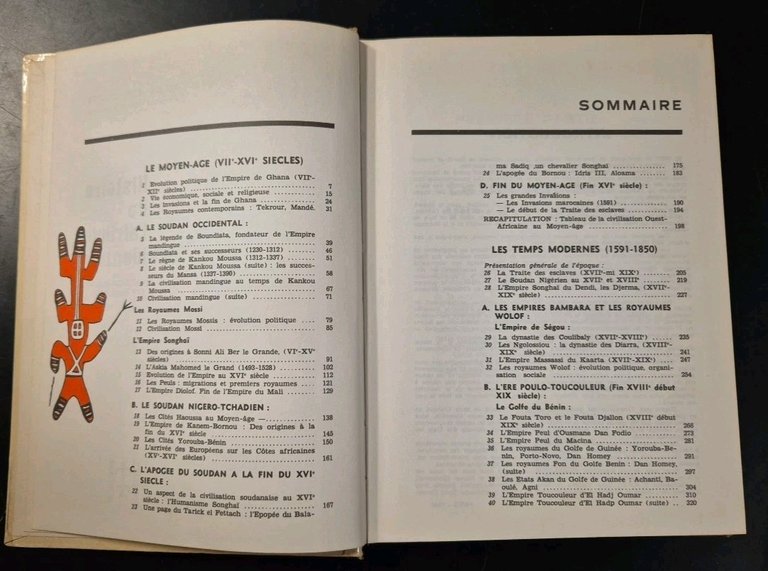 LE MOYEN-AGE (VIIᵉ-XVIᵉ SIECLES)
1 Evolution politique de l'Empire de Ghana (VIIᵉ-
XIIᵉ siècles) 7
2 Vie économique, sociale et religieuse 15
3 Les Invasions et la fin de Ghana 24
4 Les Royaumes contemporains : Tekrour, Mandé. 31
A. LE SOUDAN OCCIDENTAL :
5 La légende de Soundiata, fondateur de l'Empire
mandingue 39
6 Soundiata et ses successeurs (1230-1312) 46
7 Le règne de Kankou Moussa (1312-1337) 51
8 Le siècle de Kankou Moussa (suite) : les succes-
seurs du Mansa (1337-1390) 58
9 La civilisation mandingue au temps de Kankou
Moussa 67
10 Civilisation mandingue (suite) 71
Les Royaumes Mossi
11 Les Royaumes Mossis : évolution politique 79
12 Civilisation Mossi 85
L'Empire Songhaï
13 Des origines à Sonni Ali Ber le Grande, (VIᵉ-XVᵉ
siècles) 91
14 L'Askia Mahomed le Grand (1493-1528) 102
15 Evolution de l'Empire au XVIᵉ siècle 112
16 Les Peuls : migrations et premiers royaumes 121
17 L'Empire Diolof. Fin de l'Empire du Mali 129
B. LE SOUDAN NIGERO-TCHADIEN :
18 Les Cités Haoussa au Moyen-âge — 138
19 L'Empire de Kanem-Bornou : Des origines à la
fin du XVIᵉ siècle 145
20 Les Cités Yorouba-Bénin 150
21 L'arrivée des Européens sur les Côtes africaines
(XVᵉ-XVIᵉ siècles) 161
C. L'APOGEE DU SOUDAN A LA FIN DU XVIᵉ
SIECLE :
22 Un aspect de la civilisation soudanaise au XVIᵉ
siècle : l'Humanisme Songhaï 167
23 Une page du Tarick el Fettach : l'Epopée du Bala-
SOMMAIRE
ma Sadiq ,un chevalier Songhaï 175
24 L'apogée du Bornou : Idris III, Aloama 183
D. FIN DU MOYEN-AGE (Fin XVIᵉ siècle) :
25 Les grandes Invasions :
— Les Invasions marocaines (1591) 190
— Le début de la Traite des esclaves 194
RECAPITULATION : Tableau de la civilisation Ouest-
Africaine au Moyen-âge 198
LES TEMPS MODERNES (1591-1850)
Présentation générale de l'époque :
26 La Traite des esclaves (XVIIᵉ-mi XIXᵉ) 205
27 Le Soudan Nigérien au XVIIᵉ et XVIIIᵉ 219
28 L'Empire Songhaï du Dendi, les Djerma, (XVIIᵉ-
XIXᵉ siècle) 227
A. LES EMPIRES BAMBARA ET LES ROYAUMES
WOLOF :
L'Empire de Ségou :
29 La dynastie des Coulibaly (XVIIᵉ-XVIIIᵉ) 235
30 Les Ngolossiou : la dynastie des Diarra, (XVIIIᵉ-
XIXᵉ siècle) 241
31 L'Empire Massassi du Kaarta (XVIIᵉ-XIXᵉ) 247
32 Les royaumes Wolof : évolution politique, organi-
sation sociale 254
B. L'ERE POULO-TOUCOULEUR (Fin XVIIIᵉ début
XIX siècle) :
Le Golfe du Bénin :
33 Le Fouta Toro et le Fouta Djallon (XVIIIᵉ début
XIXᵉ siècle) 268
34 L'Empire Peul d'Ousmane Dan Fodio 273
35 L'Empire Peul du Macina 281
36 Les royaumes du Golfe de Guinée : Yorouba-Be-
nin, Porto-Novo, Dan Homey 291
37 Les royaumes Fon du Golfe Benin : Dan Homey,
(suite) 297
38 Les Etats Akan du Golfe de Guinée : Achanti, Ba-
oulé, Agni 304
39 L'Empire Toucouleur d'El Hadj Oumar 310
40 L'Empire Toucouleur d'El Hadp Oumar (suite) 320